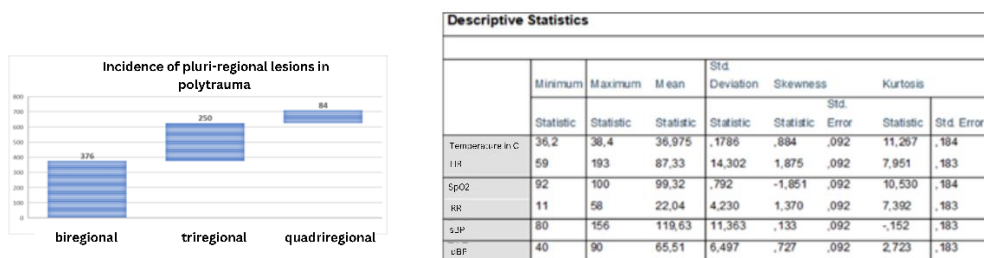 Incidence of pluri-regional lesions in
polytrauma
800
700
600
500
400
300
200
100
0
376
250
84
biregional triregional quadriregional
Descriptive Statistics
Std.
Minimum Maximum Mean Deviation Skewness Kurtosis
Std.
Statistic Statistic Statistic Statistic Statistic Error Statistic Std. Error
Temperature in C 36,2 38,4 36,975 ,1786 ,884 ,092 11,267 ,184
HR 59 193 87,33 14,302 1,875 ,092 7,951 ,183
SpO2 92 100 99,32 ,792 -1,851 ,092 10,530 ,184
RR 11 58 22,04 4,230 1,370 ,092 7,392 ,183
sBP 80 156 119,63 11,363 ,133 ,092 -,152 ,183
40 90 65,51 6,497 ,727 ,092 2,723 ,183